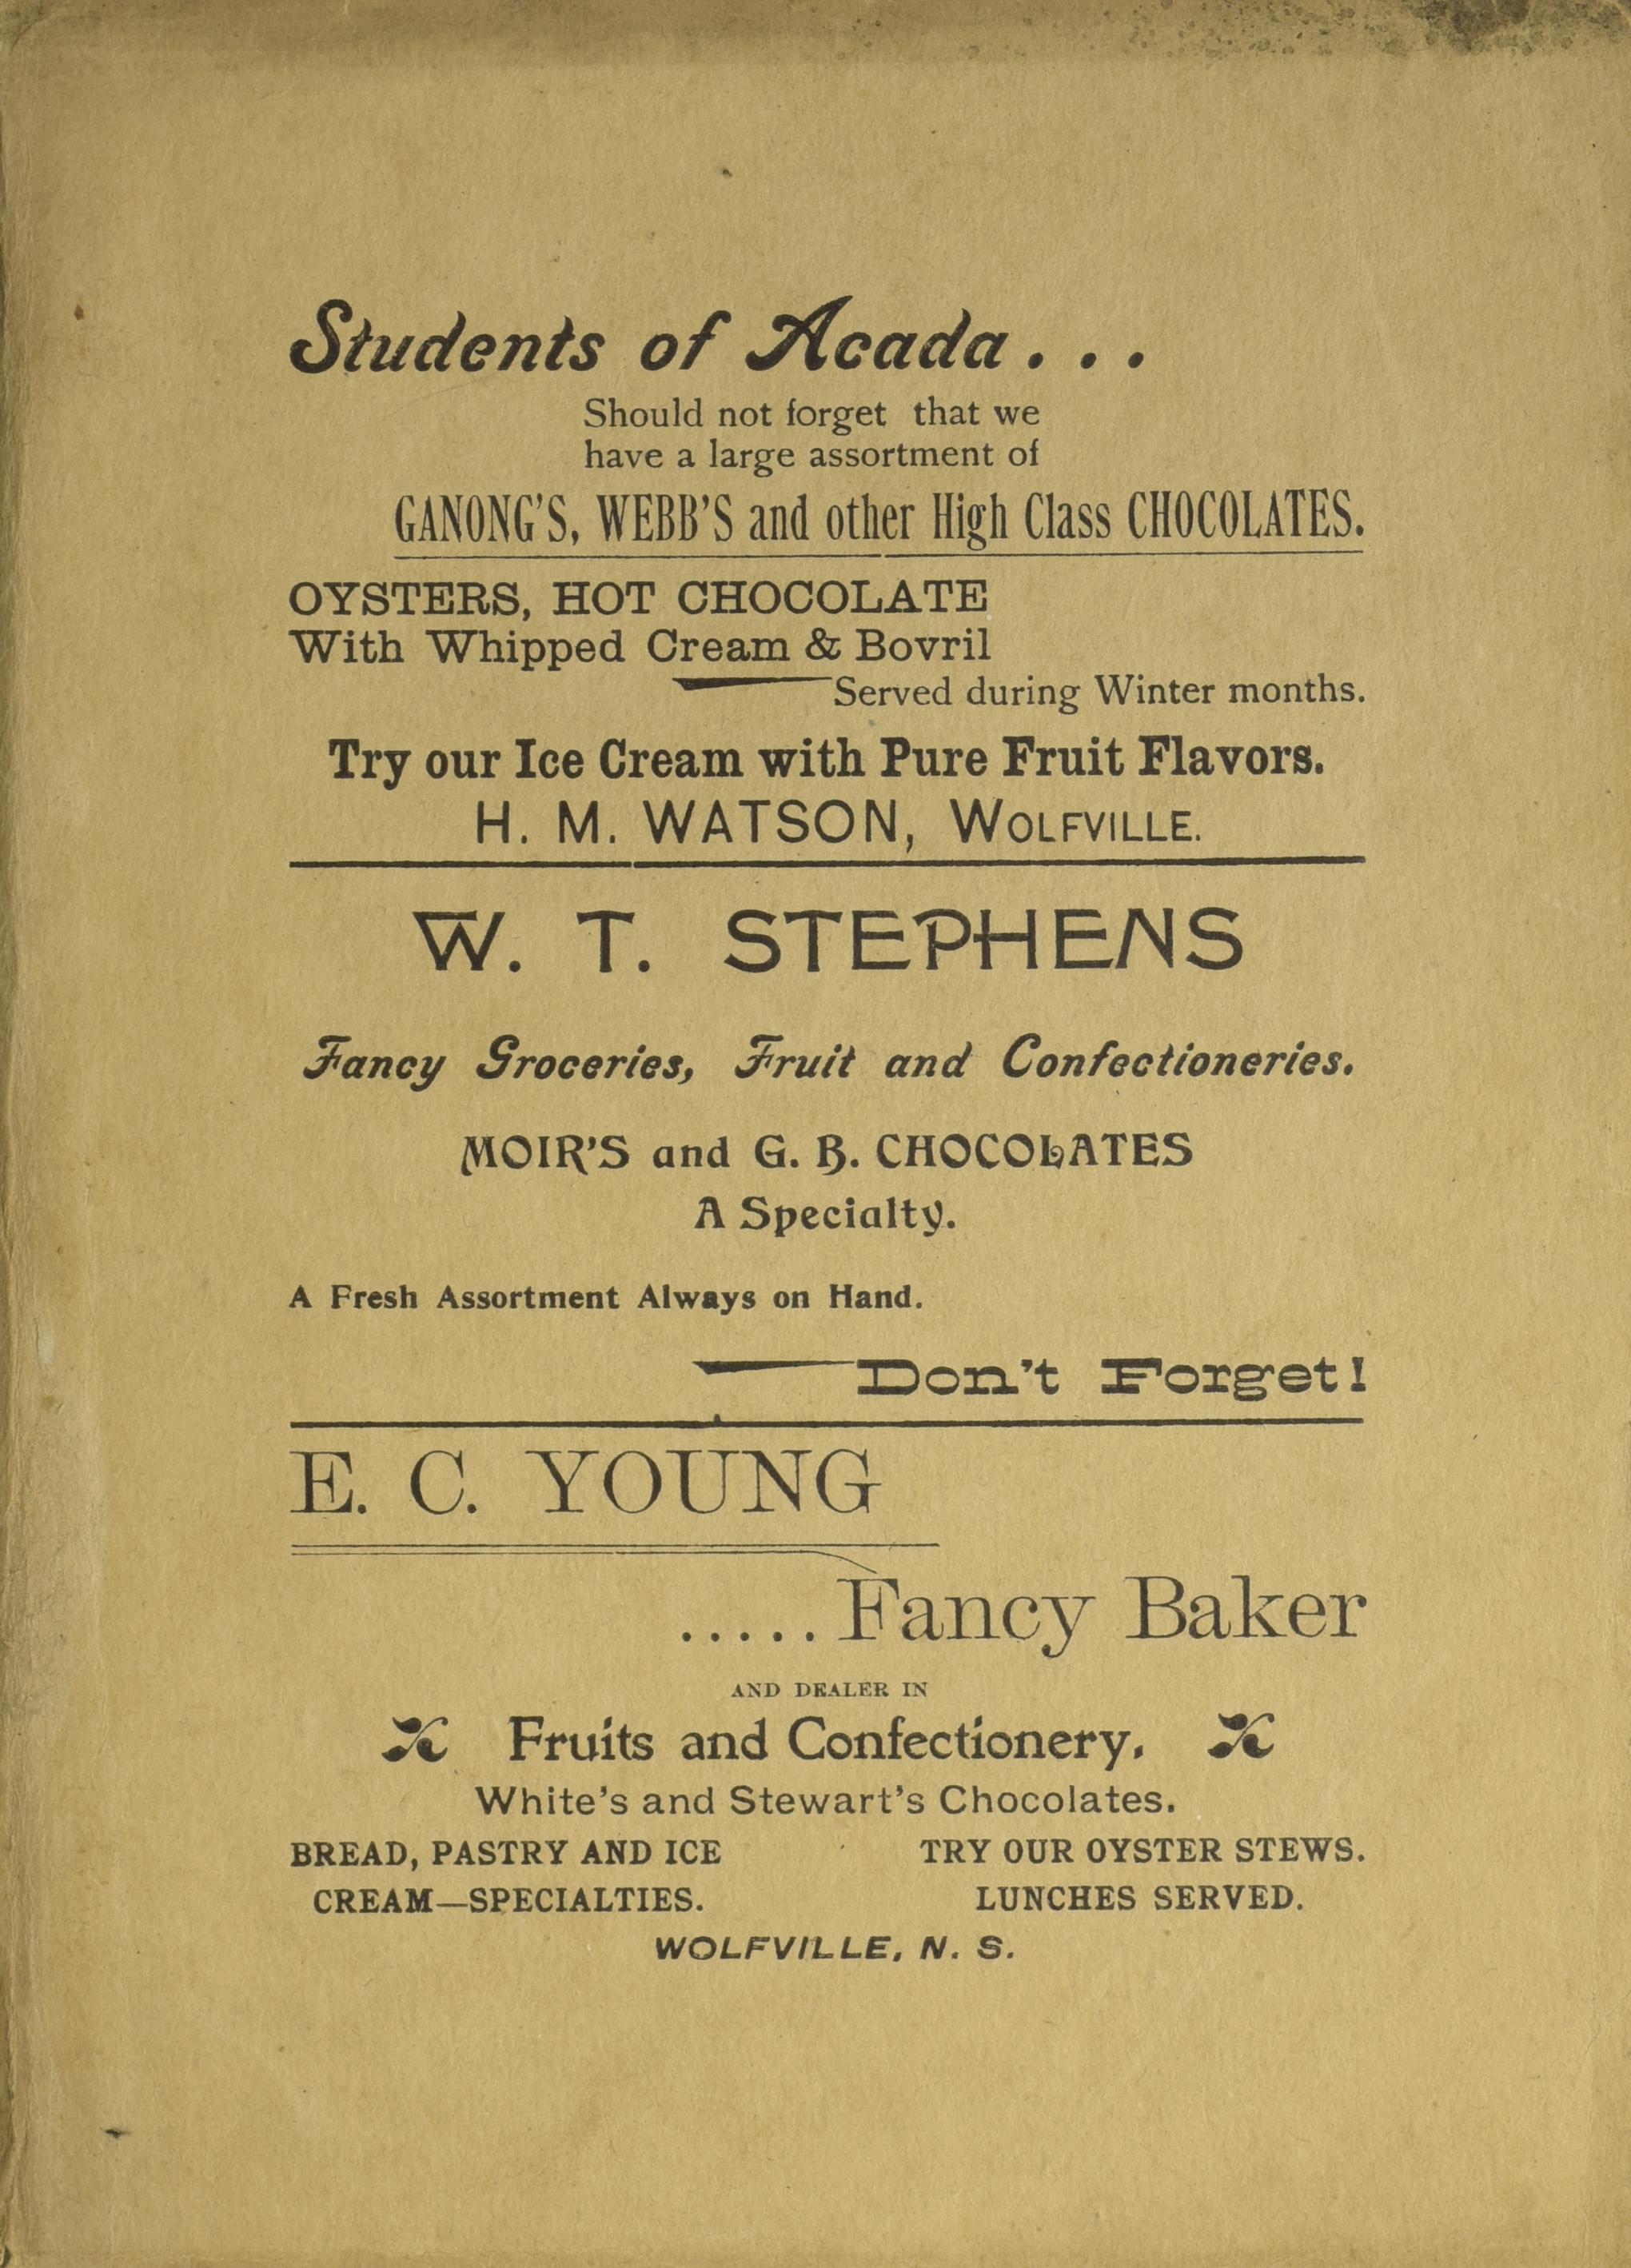 Students of Acada . . .
Should not forget that we
have a large assortment of
GANONG'S, WEBB'S and other High Class CHOCOLATES.
OYSTERS, HOT CHOCOLATE
With Whipped Cream & Bovril
Served during Winter months.
Try our Ice Cream with Pure Fruit Flavors.
H. M. WATSON, WOLFVILLE.
W. T. STEPHENS
Fancy Groceries, Fruit and Confectioneries.
MOIR'S and G. B. CHOCOLATES
A Specialty.
A Fresh Assortment Always on Hand.
Don't Forget!
E. C. YOUNG
. . . . . Fancy Baker
AND DEALER IN
Fruits and Confectionery.
White's and Stewart's Chocolates.
BREAD, PASTRY AND ICE TRY OUR OYSTER STEWS.
CREAM—SPECIALTIES. LUNCHES SERVED.
WOLFVILLE, N. S.